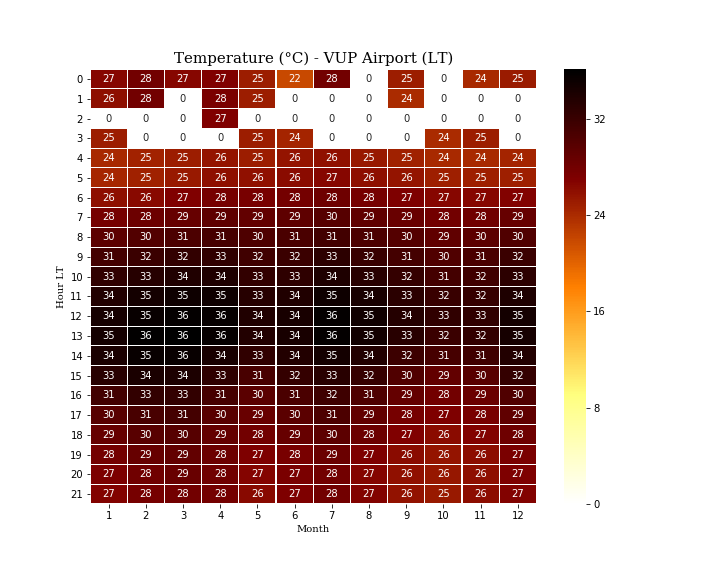 Temperature (°C) - VUP Airport (LT)
0 27 28 27 27 25 22 28 0 25 0 24 25
1 26 28 0 28 25 0 0 0 24 0 0 0 32
2 0 0 0 27 0 0 0 0 0 0 0 0
3 25 0 0 0 25 24 0 0 0 24 25 0
4 24 25 25 26 25 26 26 25 25 24 24 24
5 24 25 25 26 26 26 27 26 26 25 25 25
6 26 26 27 28 28 28 28 28 27 27 27 27 24
7 28 28 29 29 29 29 30 29 29 28 28 29
8 30 30 31 31 30 31 31 31 30 29 30 30
9 31 32 32 33 32 32 33 32 31 30 31 32
10 33 33 34 34 33 33 34 33 32 31 32 33
Hour LT
11 34 35 35 35 34 34 35 34 33 32 32 34 16
12 34 35 36 36 34 34 36 35 34 33 33 35
13 35 36 36 36 34 34 36 35 33 32 32 35
14 34 35 36 34 33 34 35 34 32 31 31 34
15 33 34 34 33 31 32 33 32 30 29 30 32
16 31 33 33 31 30 31 32 31 29 28 29 30 8
17 30 31 31 30 29 30 31 29 28 27 28 29
18 29 30 30 29 28 29 30 28 27 26 27 28
19 28 29 29 28 27 28 29 27 26 26 26 27
20 27 28 29 28 27 27 28 27 26 26 26 27
21 27 28 28 28 26 27 28 27 26 25 26 27 0
1 2 3 4 5 6 7 8 9 10 11 12
Month